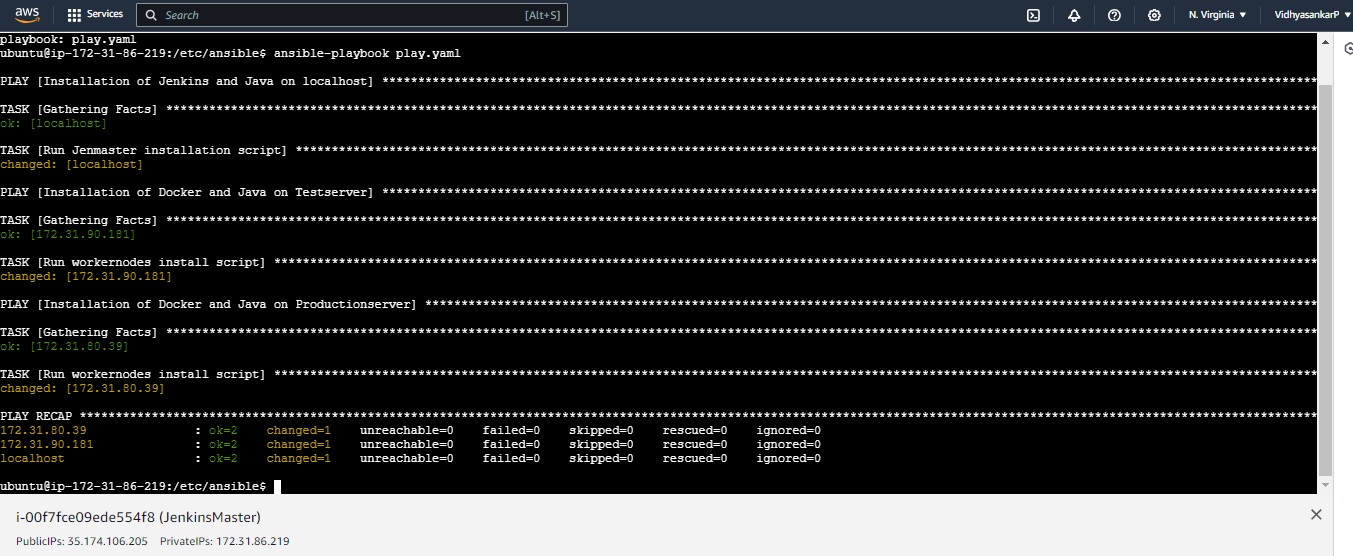 aws
Services
Search
[Alt+S]
N. Virginia
VidhyasankarP
playbook: play.yaml
ubuntu@ip-172-31-86-219:/etc/ansible$ ansible-playbook play.yaml
PLAY [Installation of Jenkins and Java on localhost] **********************************************************************************************************************************
TASK [Gathering Facts] ****************************************************************************************************************************************************************
ok: [localhost]
TASK [Run Jenmaster installation script] **********************************************************************************************************************************************
changed: [localhost]
PLAY [Installation of Docker and Java on Testserver] **********************************************************************************************************************************
TASK [Gathering Facts] ****************************************************************************************************************************************************************
ok: [172.31.90.181]
TASK [Run workernodes install script] *************************************************************************************************************************************************
changed: [172.31.90.181]
PLAY [Installation of Docker and Java on Productionserver] ****************************************************************************************************************************
TASK [Gathering Facts] ****************************************************************************************************************************************************************
ok: [172.31.80.39]
TASK [Run workernodes install script] *************************************************************************************************************************************************
changed: [172.31.80.39]
PLAY RECAP ****************************************************************************************************************************************************************************
172.31.80.39 : ok=2 changed=1 unreachable=0 failed=0 skipped=0 rescued=0 ignored=0
172.31.90.181 : ok=2 changed=1 unreachable=0 failed=0 skipped=0 rescued=0 ignored=0
localhost : ok=2 changed=1 unreachable=0 failed=0 skipped=0 rescued=0 ignored=0
ubuntu@ip-172-31-86-219:/etc/ansible$
i-00f7fce09ede554f8 (JenkinsMaster)
PublicIPs: 35.174.106.205 PrivateIPs: 172.31.86.219